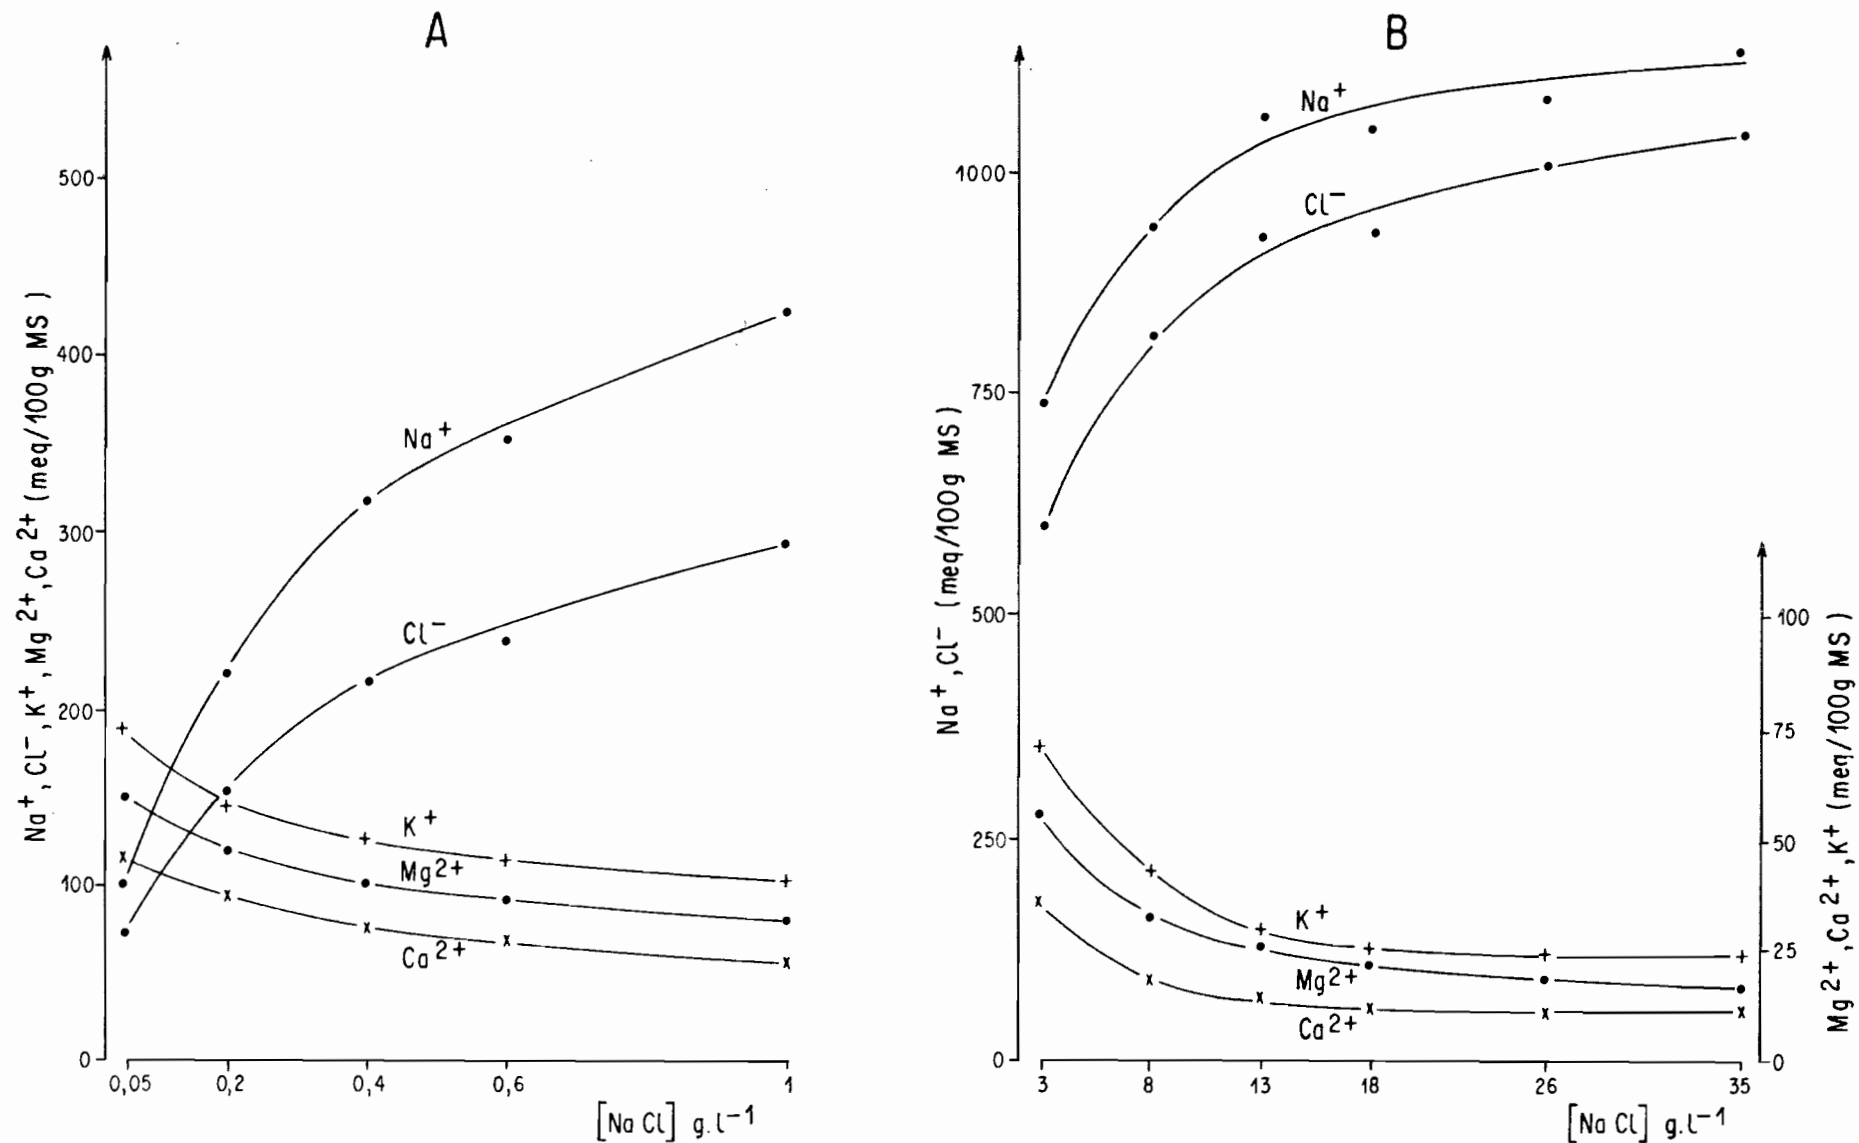 A
Na⁺, Cl⁻, K⁺, Mg²⁺, Ca²⁺ (meq/100g MS)
500
400
300
200
100
0
Na⁺
Cl⁻
K⁺
Mg²⁺
Ca²⁺
0,05 0,2 0,4 0,6 1
[Na Cl] g.l⁻¹
B
Na⁺, Cl⁻ (meq/100g MS)
1000
750
500
250
0
Na⁺
Cl⁻
K⁺
Mg²⁺
Ca²⁺
100
75
50
25
0
Mg²⁺, Ca²⁺, K⁺ (meq/100g MS)
3 8 13 18 26 35
[Na Cl] g.l⁻¹